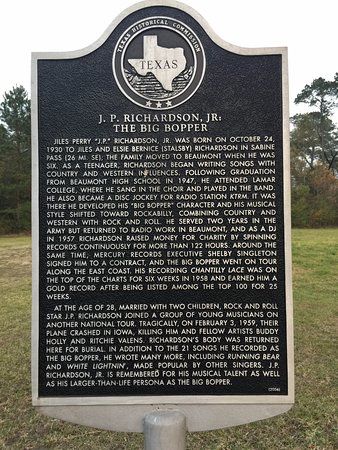 TEXAS HISTORICAL COMMISSION
TEXAS
J. P. RICHARDSON, JR:
THE BIG BOPPER
JILES PERRY "J.P." RICHARDSON, JR. WAS BORN ON OCTOBER 24,
1930 TO JILES AND ELSIE BERNICE (STALSBY) RICHARDSON IN SABINE
PASS (26 MI. SE); THE FAMILY MOVED TO BEAUMONT WHEN HE WAS
SIX. AS A TEENAGER, RICHARDSON BEGAN WRITING SONGS WITH
COUNTRY AND WESTERN INFLUENCES. FOLLOWING GRADUATION
FROM BEAUMONT HIGH SCHOOL IN 1947, HE ATTENDED LAMAR
COLLEGE, WHERE HE SANG IN THE CHOIR AND PLAYED IN THE BAND.
HE ALSO BECAME A DISC JOCKEY FOR RADIO STATION KTRM. IT WAS
THERE HE DEVELOPED HIS "BIG BOPPER" CHARACTER AND HIS MUSICAL
STYLE SHIFTED TOWARD ROCKABILLY, COMBINING COUNTRY AND
WESTERN WITH ROCK AND ROLL. HE SERVED TWO YEARS IN THE
ARMY BUT RETURNED TO RADIO WORK IN BEAUMONT, AND AS A DJ
IN 1957, RICHARDSON RAISED MONEY FOR CHARITY BY SPINNING
RECORDS CONTINUOUSLY FOR MORE THAN 122 HOURS. AROUND THE
SAME TIME, MERCURY RECORDS EXECUTIVE SHELBY SINGLETON
SIGNED HIM TO A CONTRACT, AND THE BIG BOPPER WENT ON TOUR
ALONG THE EAST COAST. HIS RECORDING CHANTILLY LACE WAS ON
THE TOP OF THE CHARTS FOR SIX WEEKS IN 1958 AND EARNED HIM A
GOLD RECORD AFTER BEING LISTED AMONG THE TOP 100 FOR 25
WEEKS.
AT THE AGE OF 28, MARRIED WITH TWO CHILDREN, ROCK AND ROLL
STAR J.P. RICHARDSON JOINED A GROUP OF YOUNG MUSICIANS ON
ANOTHER NATIONAL TOUR. TRAGICALLY, ON FEBRUARY 3, 1959, THEIR
PLANE CRASHED IN IOWA, KILLING HIM AND FELLOW ARTISTS BUDDY
HOLLY AND RITCHIE VALENS. RICHARDSON'S BODY WAS RETURNED
HERE FOR BURIAL. IN ADDITION TO THE 21 SONGS HE RECORDED AS
THE BIG BOPPER, HE WROTE MANY MORE, INCLUDING RUNNING BEAR
AND WHITE LIGHTNIN', MADE POPULAR BY OTHER SINGERS. J.P.
RICHARDSON, JR. IS REMEMBERED FOR HIS MUSICAL TALENT AS WELL
AS HIS LARGER-THAN-LIFE PERSONA AS THE BIG BOPPER.
(2006)